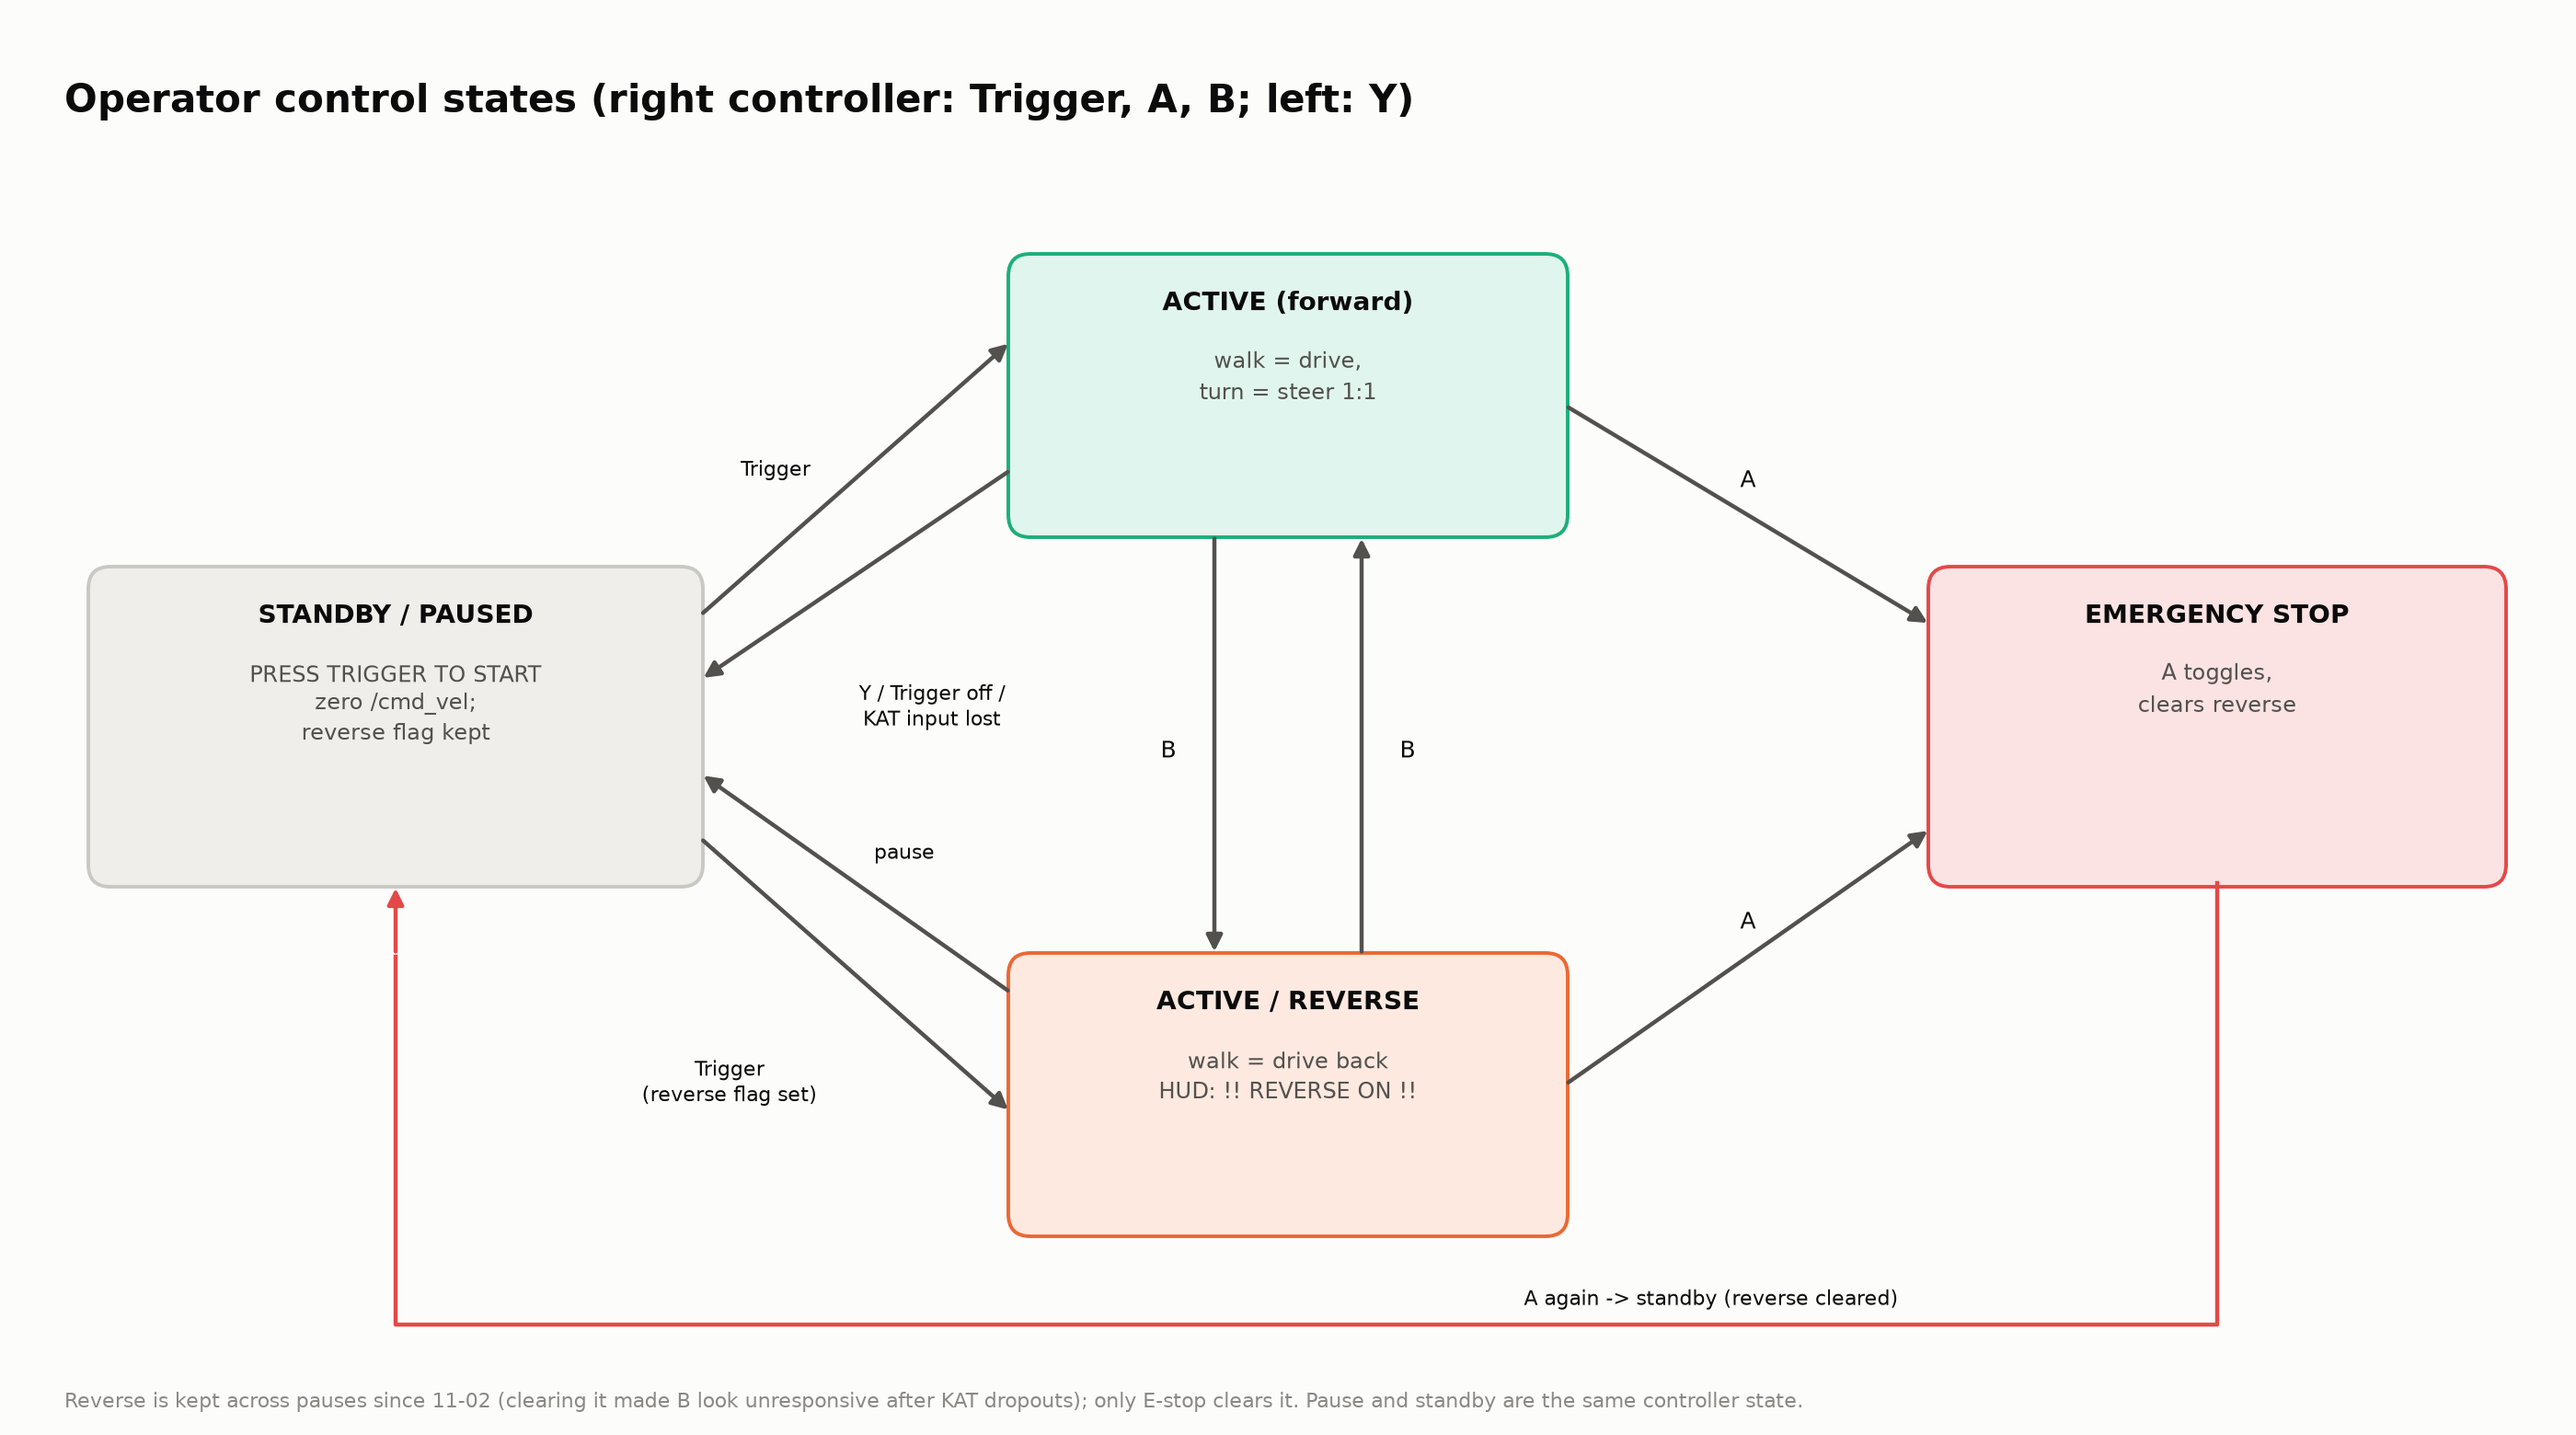 Operator control states (right controller: Trigger, A, B; left: Y)
ACTIVE (forward)
walk = drive,
turn = steer 1:1
Trigger
A
STANDBY / PAUSED
PRESS TRIGGER TO START
zero /cmd_vel;
reverse flag kept
EMERGENCY STOP
A toggles,
clears reverse
Y / Trigger off /
KAT input lost
B
B
pause
A
ACTIVE / REVERSE
walk = drive back
HUD: !! REVERSE ON !!
Trigger
(reverse flag set)
A again -> standby (reverse cleared)
Reverse is kept across pauses since 11-02 (clearing it made B look unresponsive after KAT dropouts); only E-stop clears it. Pause and standby are the same controller state.